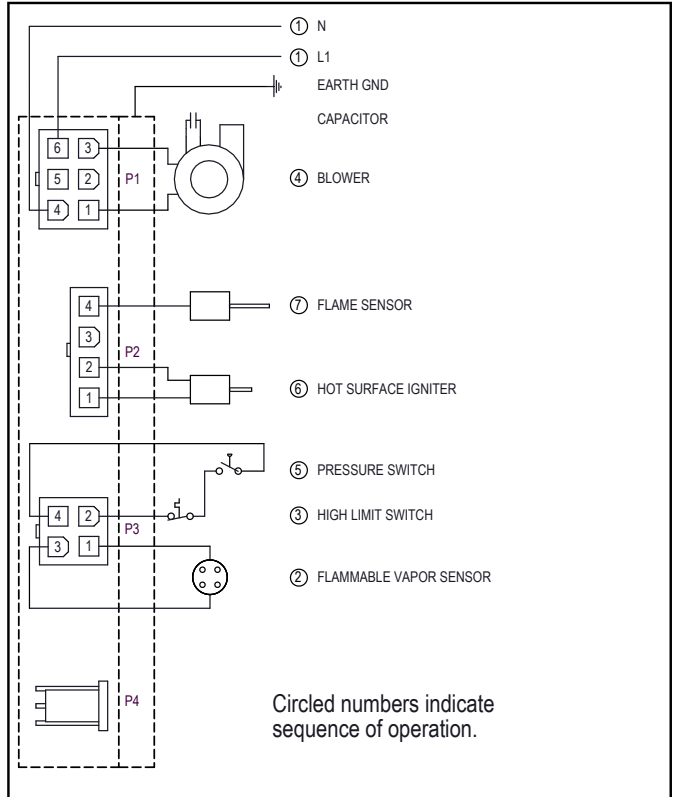 ① N
① L1
EARTH GND
CAPACITOR
6 3
5 2 P1
④ BLOWER
4 1
4
⑦ FLAME SENSOR
3
P2
2
⑥ HOT SURFACE IGNITER
1
⑤ PRESSURE SWITCH
4 2
③ HIGH LIMIT SWITCH
P3
3 1
② FLAMMABLE VAPOR SENSOR
P4
Circled numbers indicate
sequence of operation.